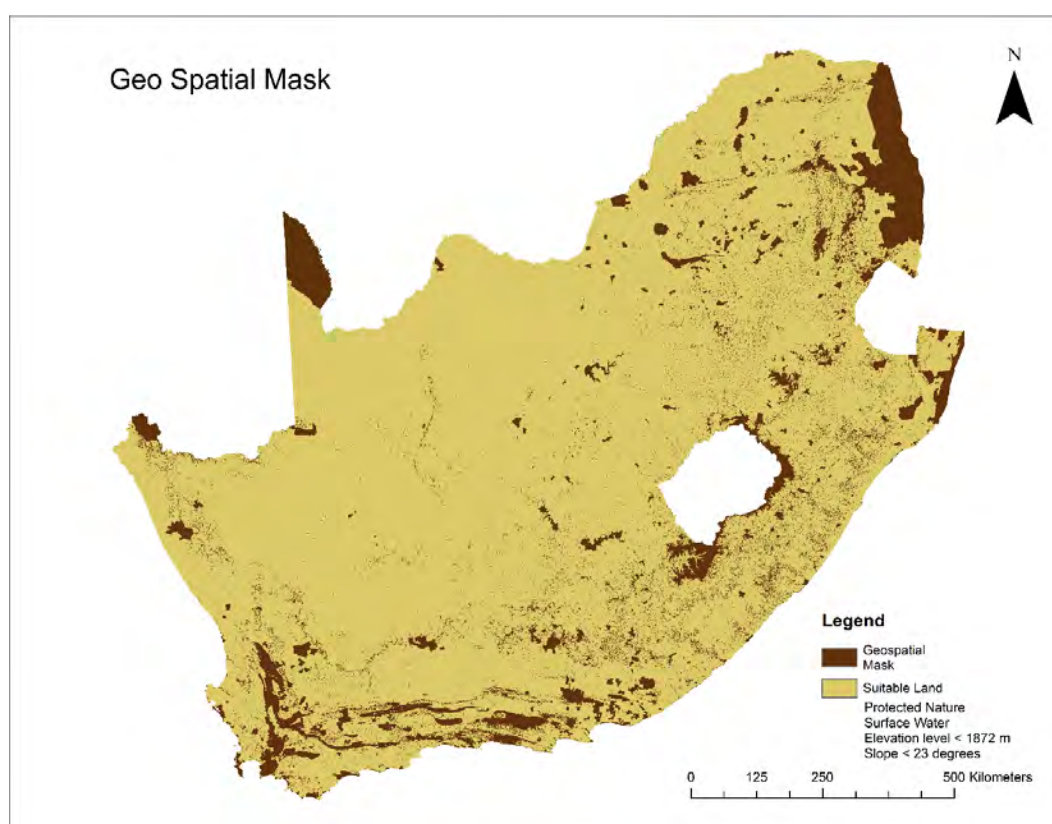 Geo Spatial Mask
N
Legend
Geospatial
Mask
Suitable Land
Protected Nature
Surface Water
Elevation level < 1872 m
Slope < 23 degrees
0 125 250 500 Kilometers